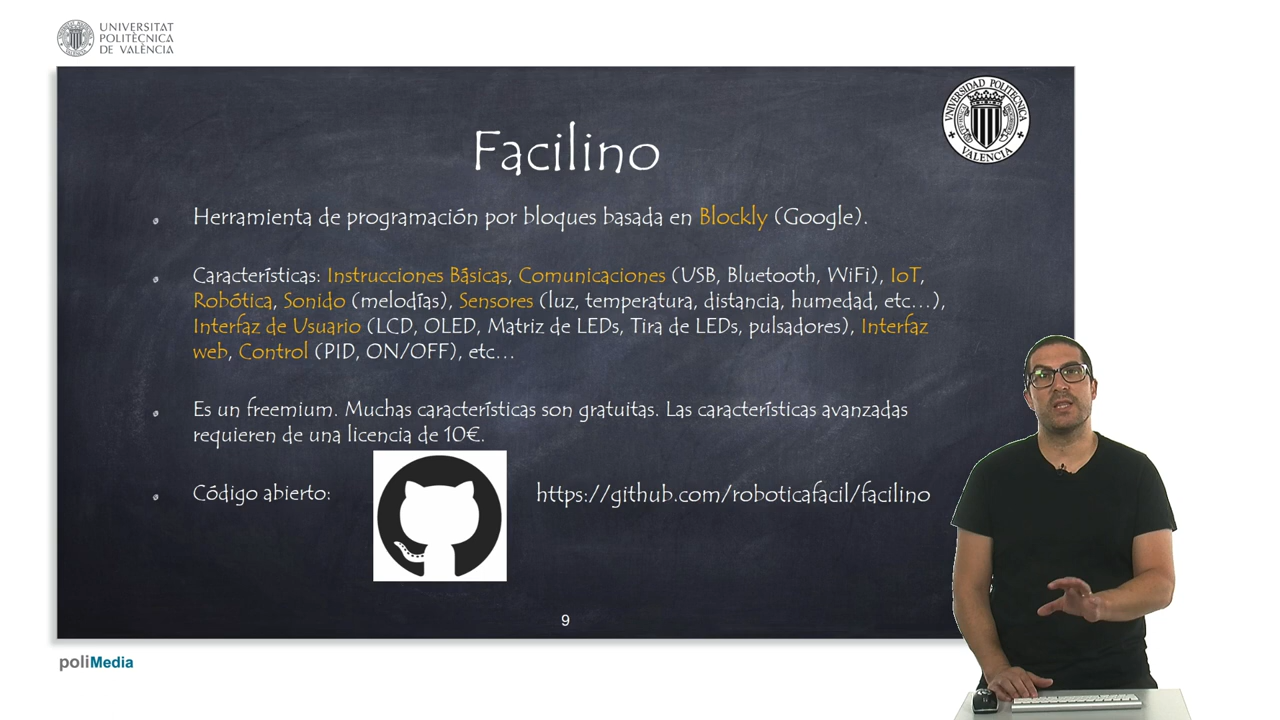 UNIVERSITAT
POLITÈCNICA
DE VALÈNCIA
UNIVERSIDAD POLITECNICA
VALENCIA
Facilino
Herramienta de programación por bloques basada en Blockly (Google).
Características: Instrucciones Básicas, Comunicaciones (USB, Bluetooth, WiFi), IoT,
Robótica, Sonido (melodías), Sensores (luz, temperatura, distancia, humedad, etc...),
Interfaz de Usuario (LCD, OLED, Matriz de LEDs, Tira de LEDs, pulsadores), Interfaz
web, Control (PID, ON/OFF), etc...
Es un freemium. Muchas características son gratuitas. Las características avanzadas
requieren de una licencia de 10€.
Código abierto:
https://github.com/roboticafacil/facilino
9
poliMedia